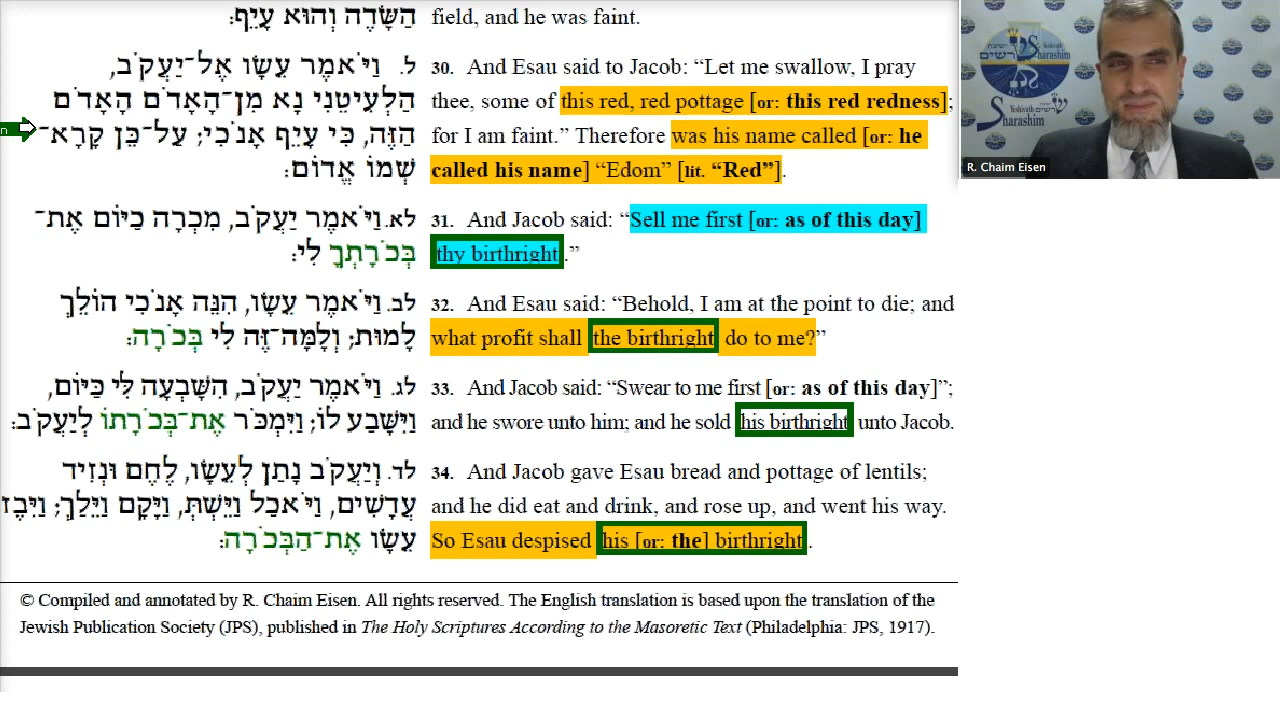 הַשָּׂדֶה וְהוּא עָיֵף:
field, and he was faint.
ל. וַיֹּאמֶר עֵשָׂו אֶל־יַעֲקֹב,
הַלְעִיטֵנִי נָא מִן־הָאָדֹם הָאָדֹם
הַזֶּה, כִּי עָיֵף אָנֹכִי; עַל־כֵּן קָרָא־
שְׁמוֹ אֱדוֹם:
30. And Esau said to Jacob: “Let me swallow, I pray
thee, some of this red, red pottage [or: this red redness];
for I am faint.” Therefore was his name called [or: he
called his name] “Edom” [lit. “Red”].
לא. וַיֹּאמֶר יַעֲקֹב, מִכְרָה כַיּוֹם אֶת־
בְּכֹרָתְךָ לִי:
31. And Jacob said: “Sell me first [or: as of this day]
thy birthright.”
לב. וַיֹּאמֶר עֵשָׂו, הִנֵּה אָנֹכִי הוֹלֵךְ
לָמוּת; וְלָמָּה־זֶּה לִי בְּכֹרָה:
32. And Esau said: “Behold, I am at the point to die; and
what profit shall the birthright do to me?”
לג. וַיֹּאמֶר יַעֲקֹב, הִשָּׁבְעָה לִּי כַּיּוֹם,
וַיִּשָּׁבַע לוֹ; וַיִּמְכֹּר אֶת־בְּכֹרָתוֹ לְיַעֲקֹב:
33. And Jacob said: “Swear to me first [or: as of this day]”;
and he swore unto him; and he sold his birthright unto Jacob.
לד. וְיַעֲקֹב נָתַן לְעֵשָׂו, לֶחֶם וּנְזִיד
עֲדָשִׁים, וַיֹּאכַל וַיֵּשְׁתְּ, וַיָּקָם וַיֵּלַךְ; וַיִּבֶז
עֵשָׂו אֶת־הַבְּכֹרָה:
34. And Jacob gave Esau bread and pottage of lentils;
and he did eat and drink, and rose up, and went his way.
So Esau despised his [or: the] birthright.
© Compiled and annotated by R. Chaim Eisen. All rights reserved. The English translation is based upon the translation of the
Jewish Publication Society (JPS), published in The Holy Scriptures According to the Masoretic Text (Philadelphia: JPS, 1917).
n
Yeshivath
Sharashim
ישיבת
שרשים
Yeshivath
Sharashim
R. Chaim Eisen